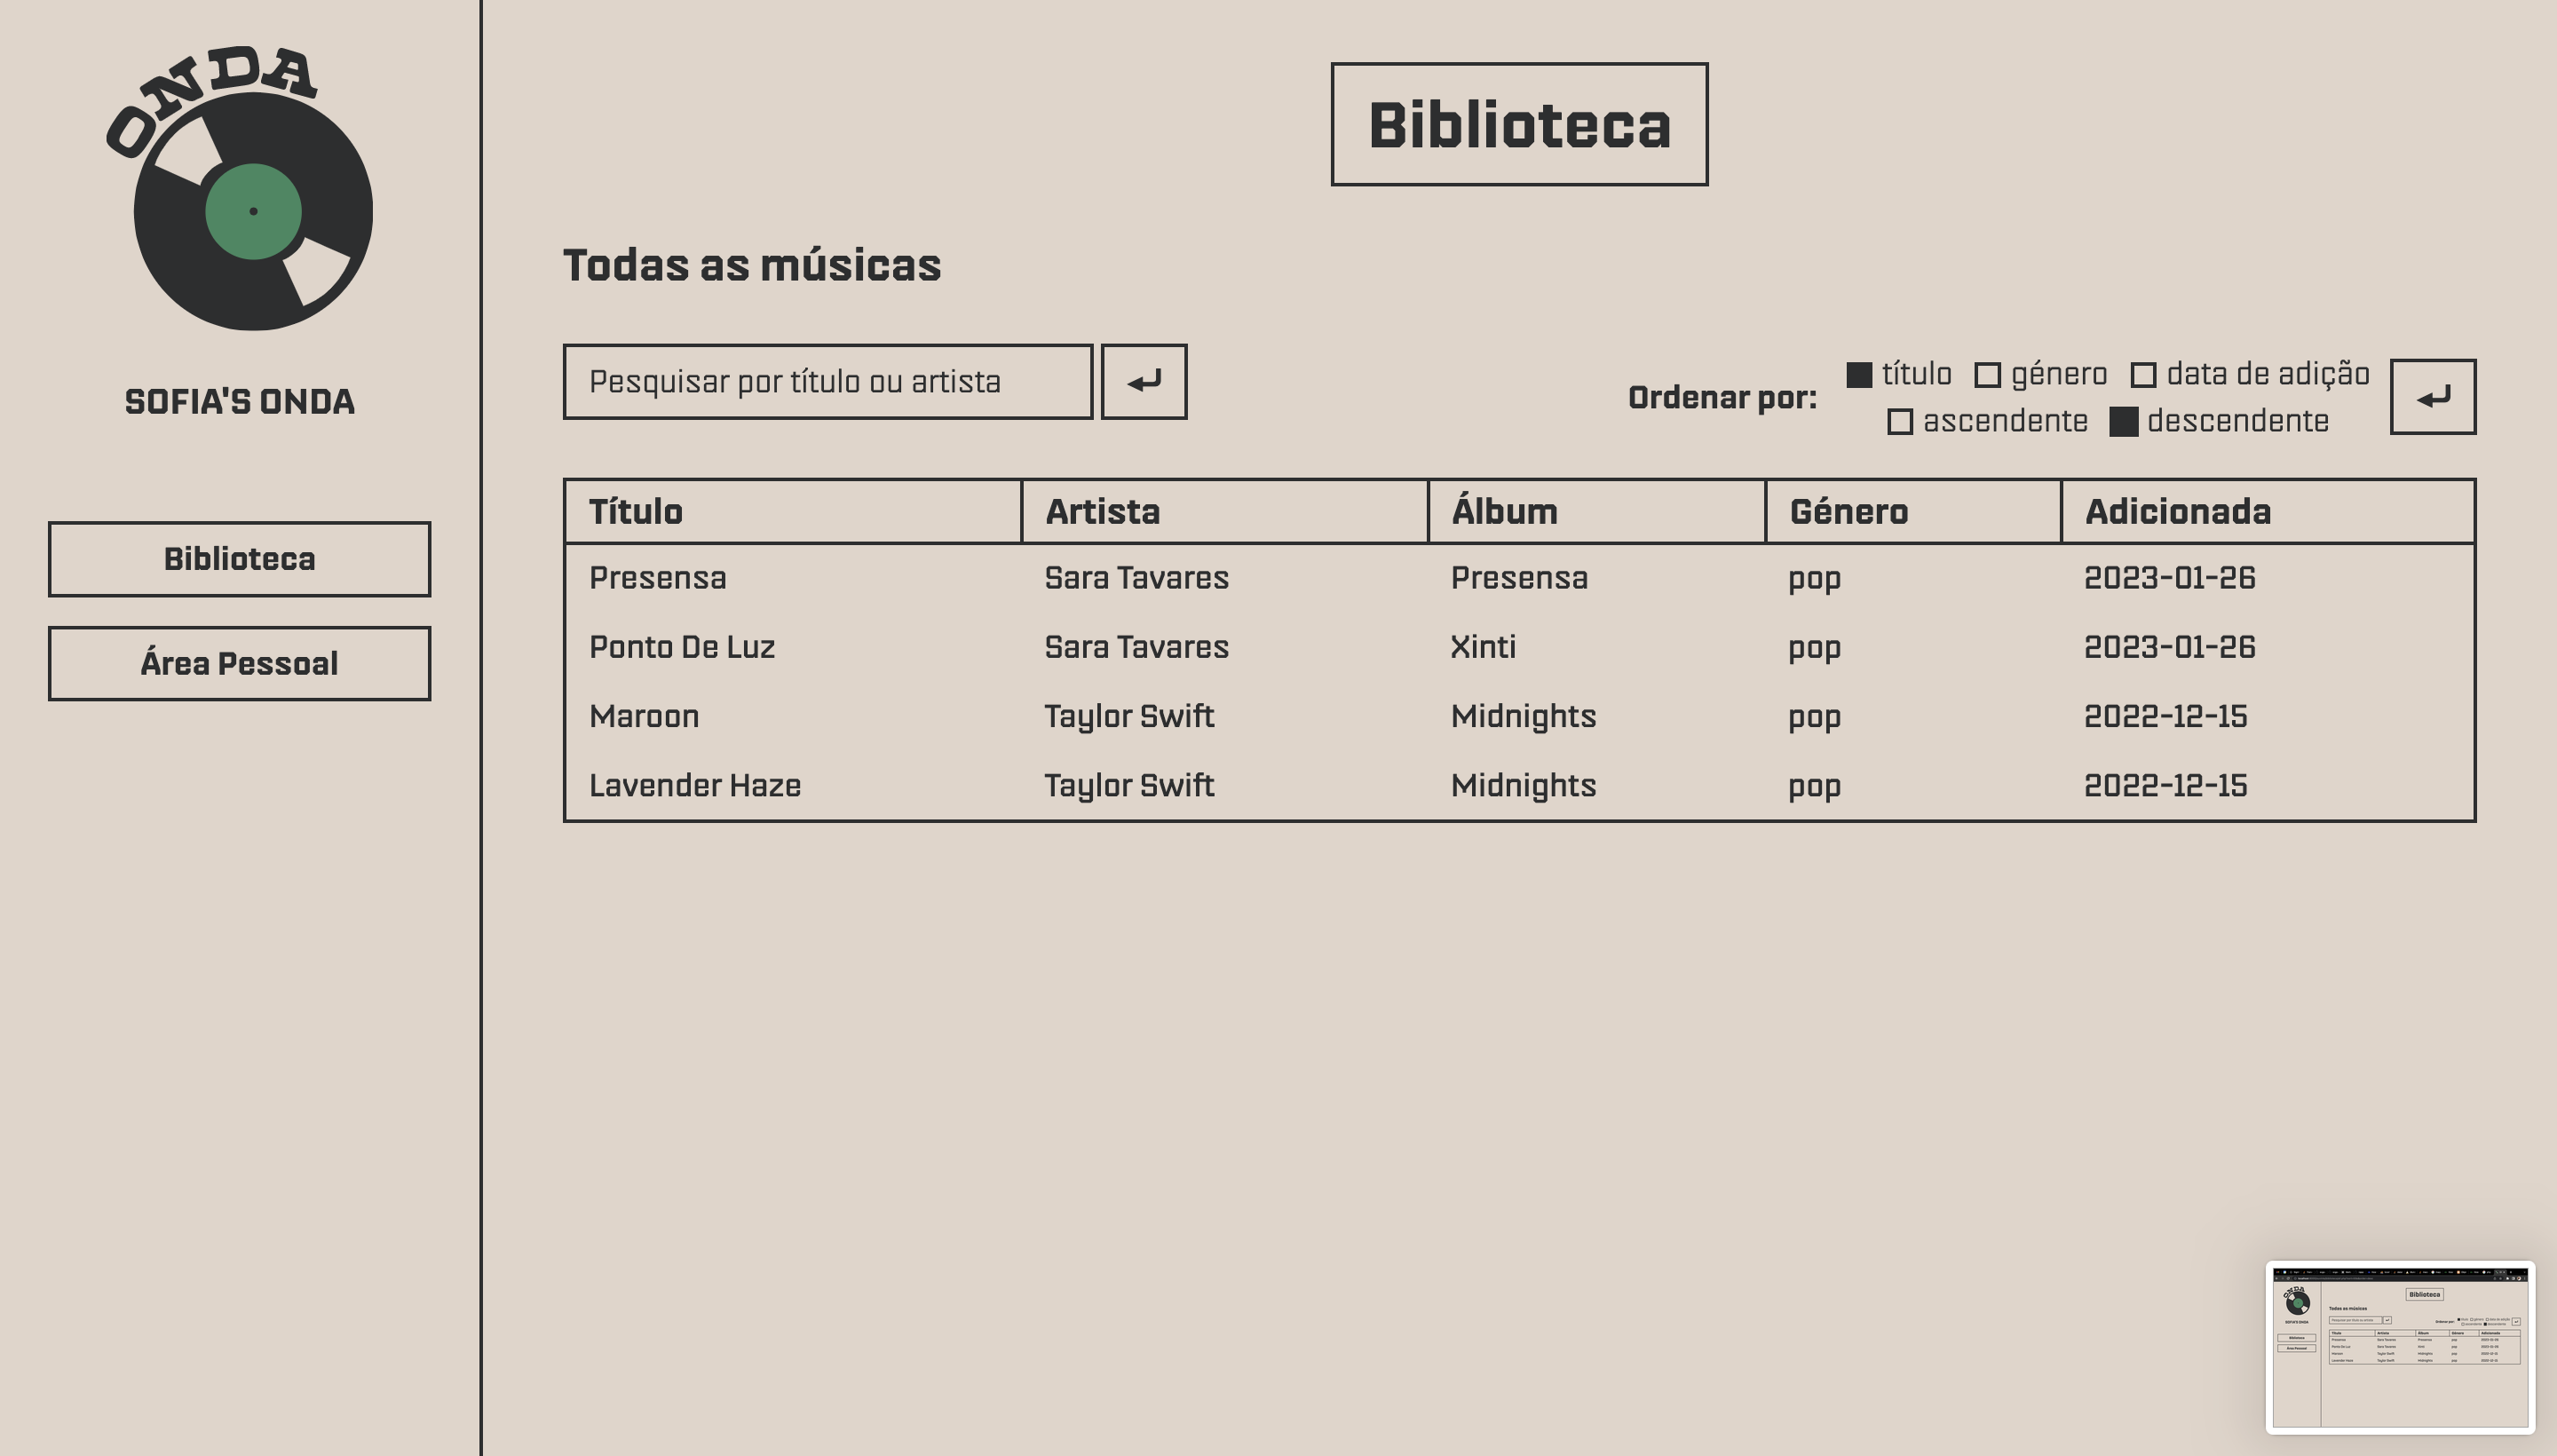 ONDA
SOFIA'S ONDA
Biblioteca
Área Pessoal
Biblioteca
Todas as músicas
Pesquisar por título ou artista
Ordenar por:
título género data de adição
ascendente descendente
Título Artista Álbum Género Adicionada
Presensa Sara Tavares Presensa pop 2023-01-26
Ponto De Luz Sara Tavares Xinti pop 2023-01-26
Maroon Taylor Swift Midnights pop 2022-12-15
Lavender Haze Taylor Swift Midnights pop 2022-12-15
Biblioteca